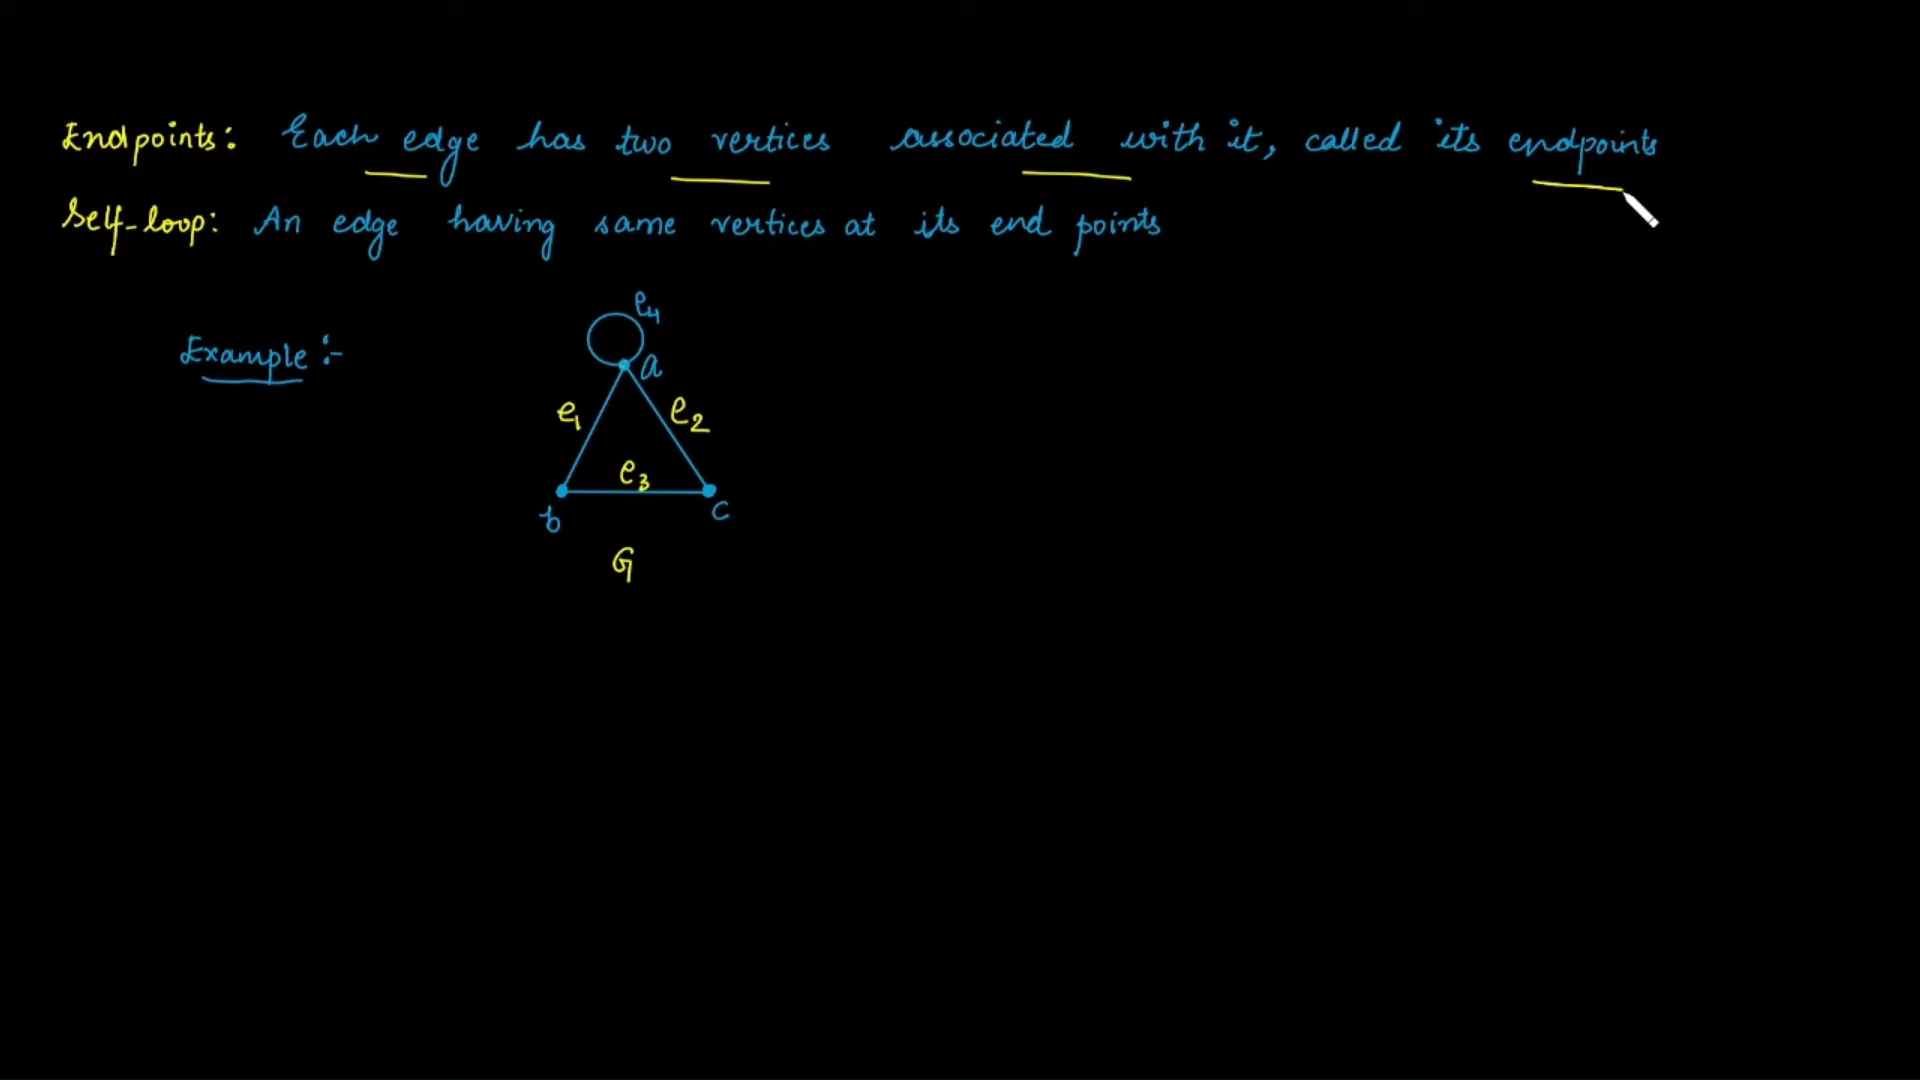 Endpoints: Each edge has two vertices associated with it, called its endpoints
Self-loop: An edge having same vertices at its end points
Example :-
e4
a
e1
e2
e3
b
c
G